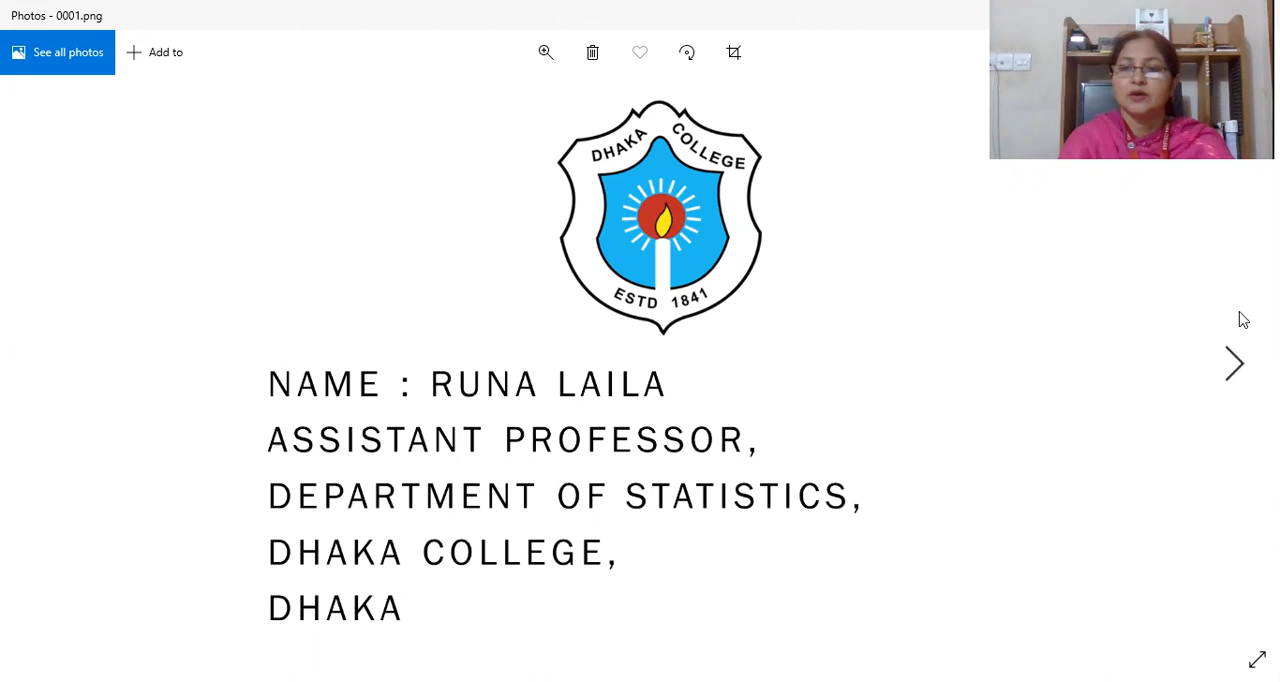 Photos - 0001.png
See all photos
Add to
DHAKA COLLEGE
ESTD 1841
NAME : RUNA LAILA
ASSISTANT PROFESSOR,
DEPARTMENT OF STATISTICS,
DHAKA COLLEGE,
DHAKA